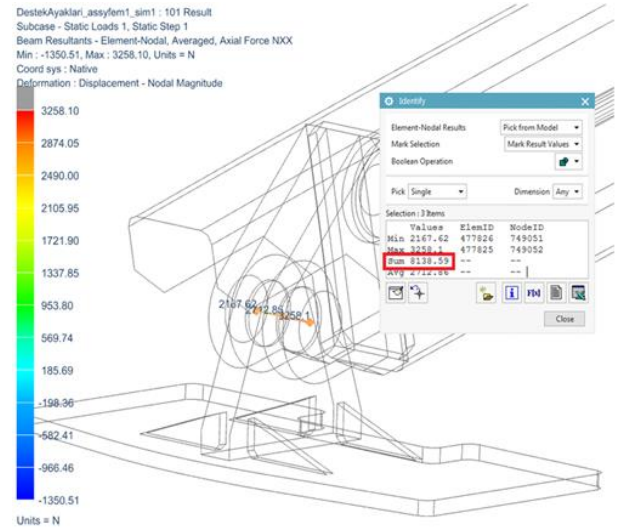 DestekAyaklari_assyfem1_sim1 : 101 Result
Subcase - Static Loads 1, Static Step 1
Beam Resultants - Element-Nodal, Averaged, Axial Force NXX
Min : -1350.51, Max : 3258.10, Units = N
Coord sys : Native
Deformation : Displacement - Nodal Magnitude
3258.10
2874.05
2490.00
2105.95
1721.90
1337.85
953.80
569.74
185.69
-198.36
-582.41
-966.46
-1350.51
Units = N
2167.62
2712.85
3258.1
Identify
Element-Nodal Results Pick from Model
Mark Selection Mark Result Values
Boolean Operation
Pick Single Dimension Any
Selection : 3 Items
Values ElemID NodeID
Min 2167.62 477826 749051
Max 3258.1 477825 749052
Sum 8138.59 -- --
Avg 2712.86 -- --
Close